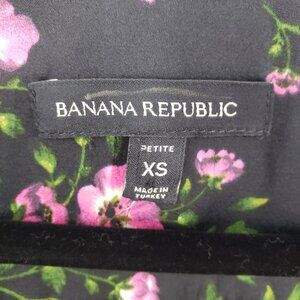 BANANA REPUBLIC
PETITE
XS
MADE IN
TURKEY